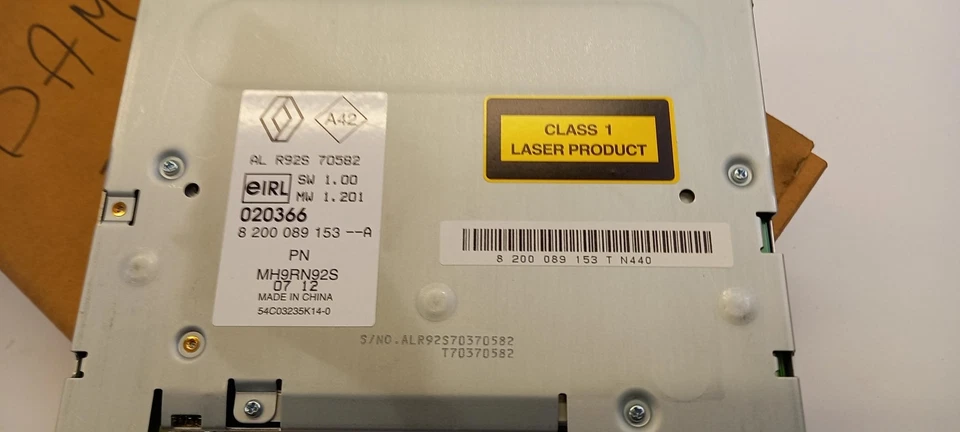 DAM
A42
AL R92S 70582
eIRL SW 1.00
MW 1.201
020366
8 200 089 153 --A
PN
MH9RN92S
07 12
MADE IN CHINA
54C03235K14-0
CLASS 1
LASER PRODUCT
8 200 089 153 T N440
S/NO.ALR92S70370582
T70370582